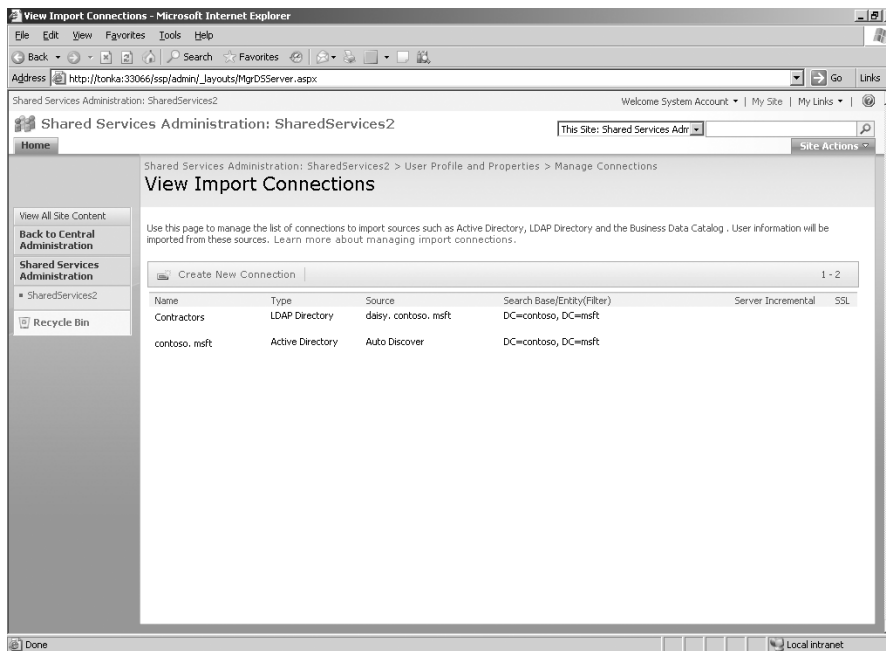 View Import Connections - Microsoft Internet Explorer
File Edit View Favorites Tools Help
Back Search Favorites
Address http://tonka:33066/ssp/admin/_layouts/MgrDSServer.aspx Go Links
Shared Services Administration: SharedServices2 Welcome System Account | My Site | My Links |
Shared Services Administration: SharedServices2 This Site: Shared Services Adm
Home Site Actions
Shared Services Administration: SharedServices2 > User Profile and Properties > Manage Connections
View Import Connections
View All Site Content
Back to Central
Administration
Shared Services
Administration
SharedServices2
Recycle Bin
Use this page to manage the list of connections to import sources such as Active Directory, LDAP Directory and the Business Data Catalog . User information will be
imported from these sources. Learn more about managing import connections.
Create New Connection 1 - 2
Name Type Source Search Base/Entity(Filter) Server Incremental SSL
Contractors LDAP Directory daisy. contoso. msft DC=contoso, DC=msft
contoso. msft Active Directory Auto Discover DC=contoso, DC=msft
Done Local intranet